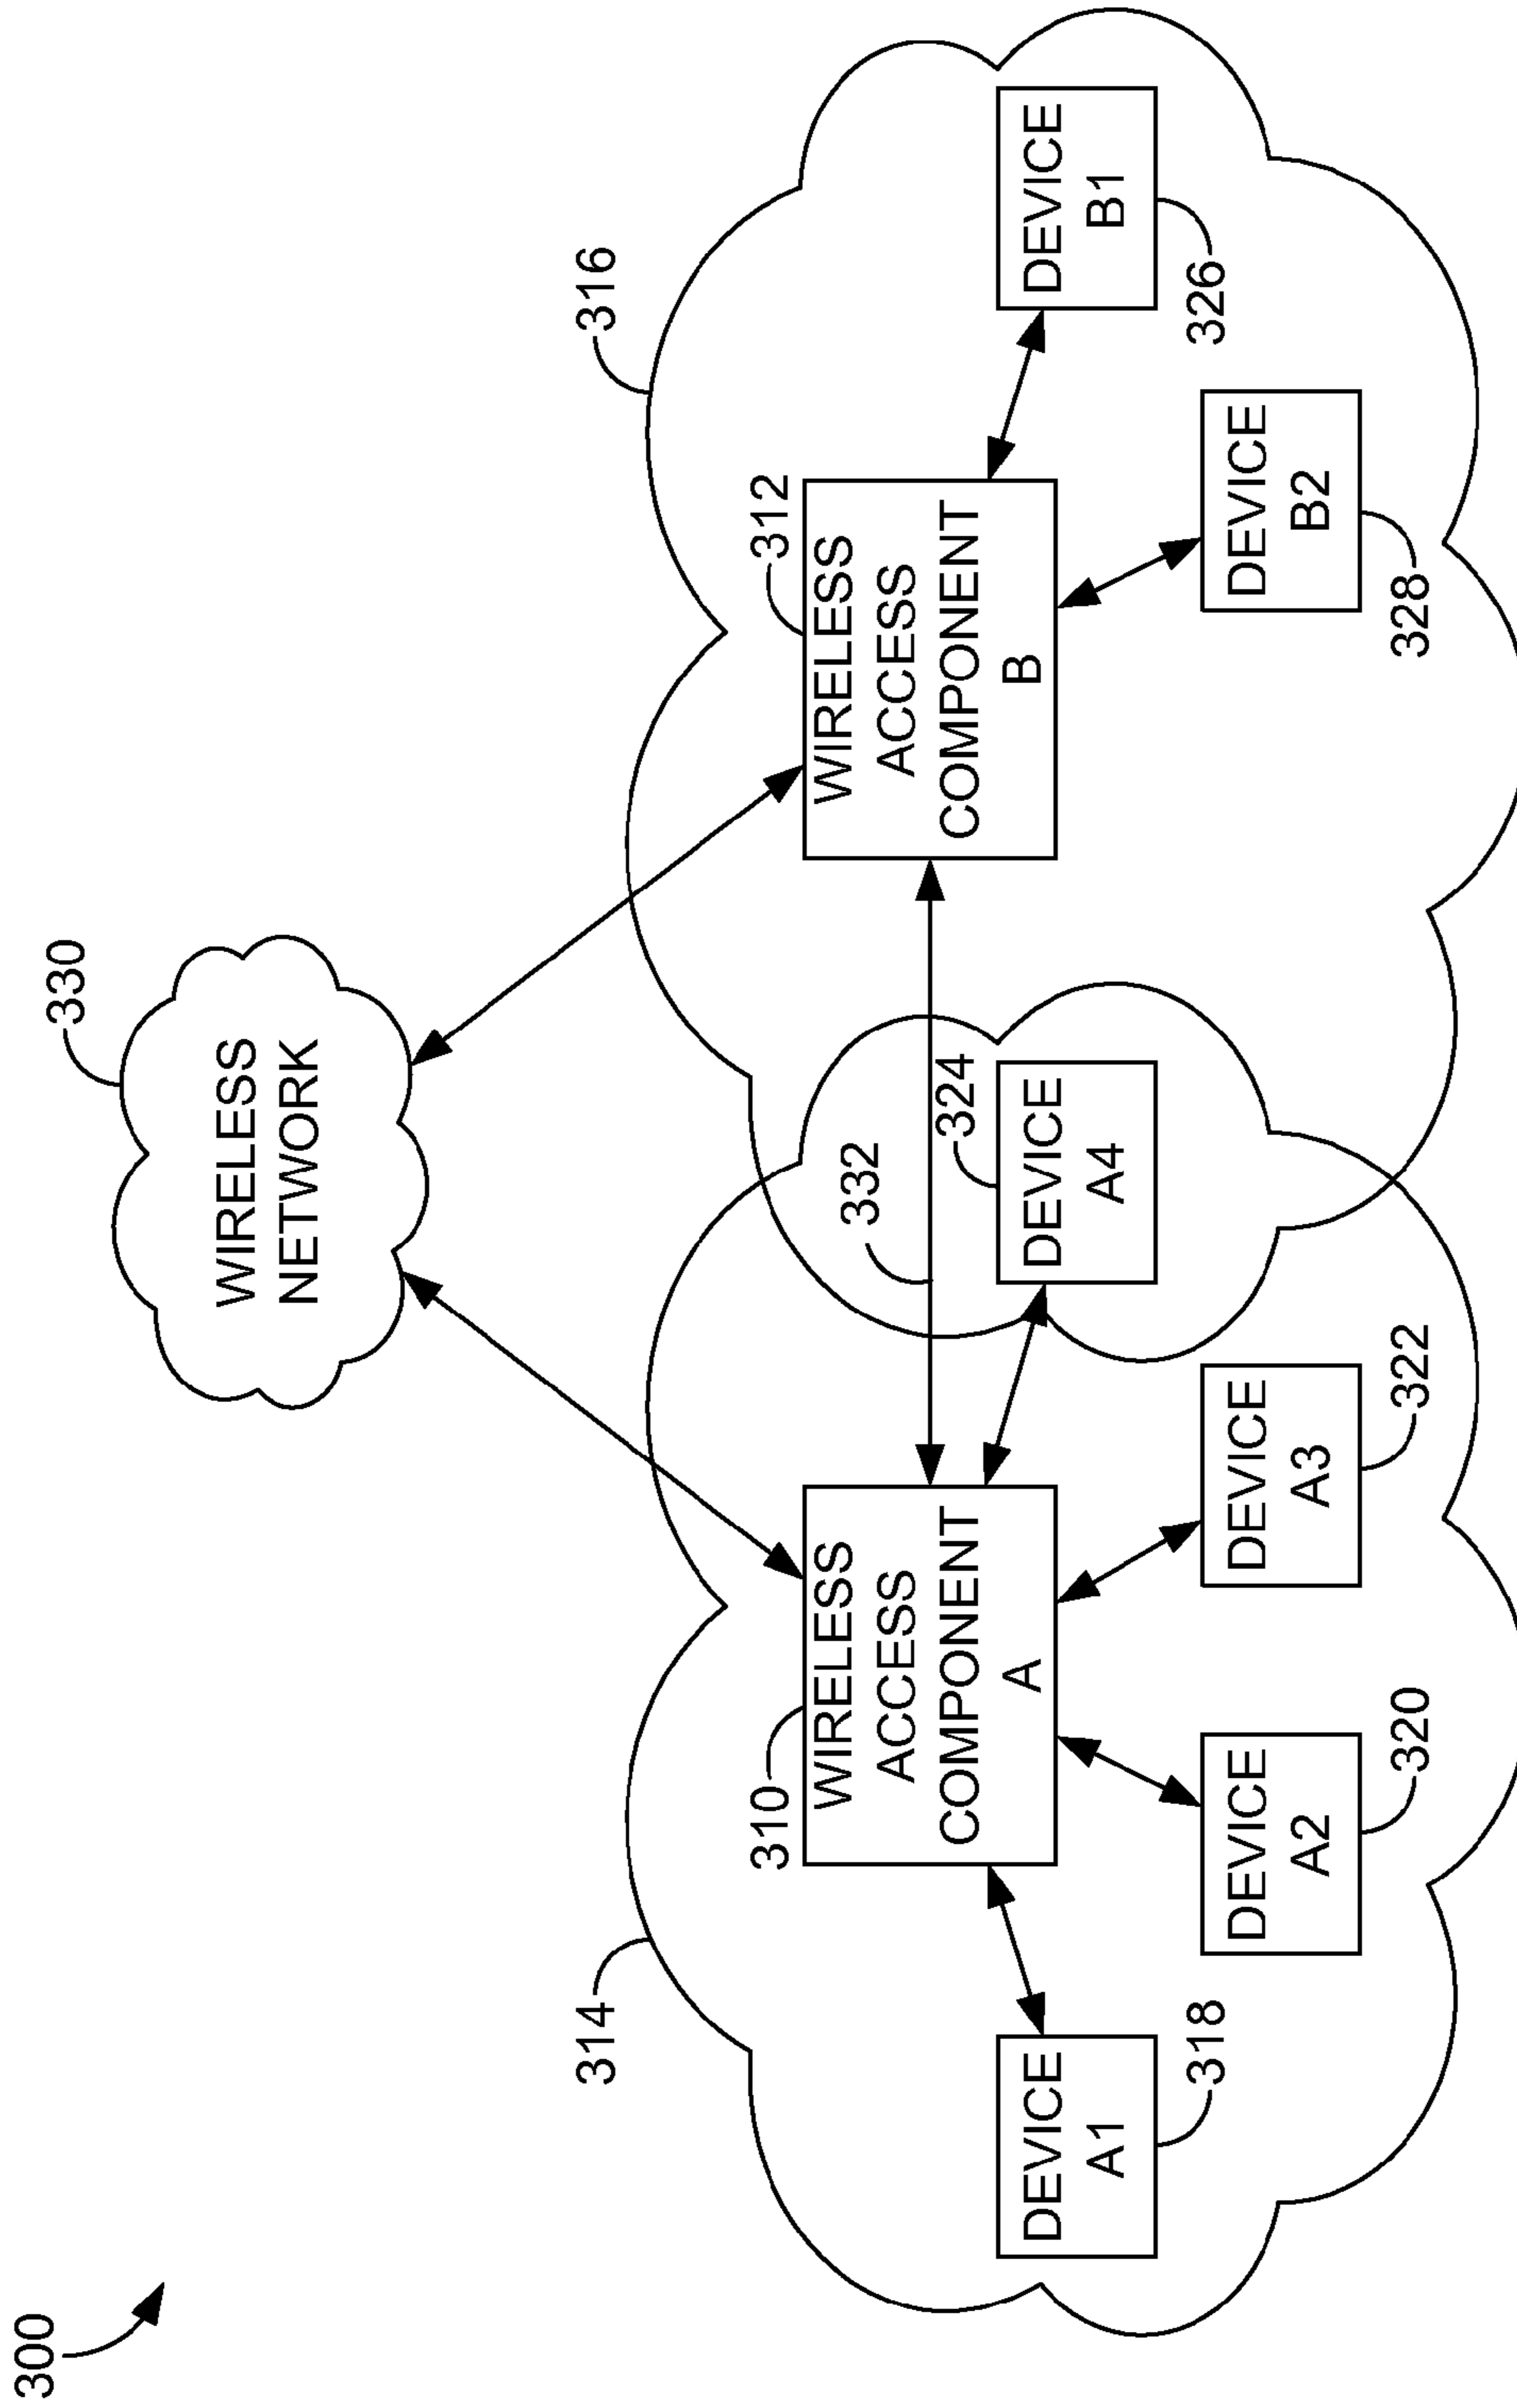 300
330
WIRELESS
NETWORK
314
316
310
WIRELESS
ACCESS
COMPONENT
A
312
WIRELESS
ACCESS
COMPONENT
B
332
324
DEVICE
A1
318
DEVICE
A2
320
DEVICE
A3
322
DEVICE
A4
DEVICE
B2
328
DEVICE
B1
326